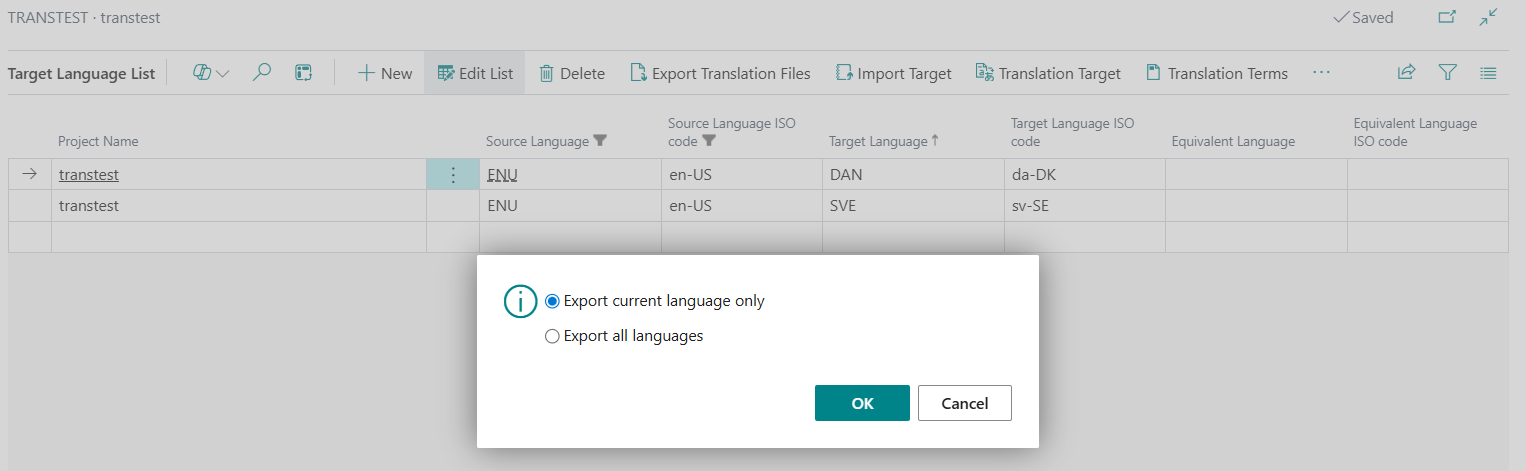 TRANSTEST · transtest
Saved
Target Language List
New
Edit List
Delete
Export Translation Files
Import Target
Translation Target
Translation Terms
Project Name
Source Language
Source Language ISO
code
Target Language
Target Language ISO
code
Equivalent Language
Equivalent Language
ISO code
transtest
ENU
en-US
DAN
da-DK
transtest
ENU
en-US
SVE
sv-SE
Export current language only
Export all languages
OK
Cancel